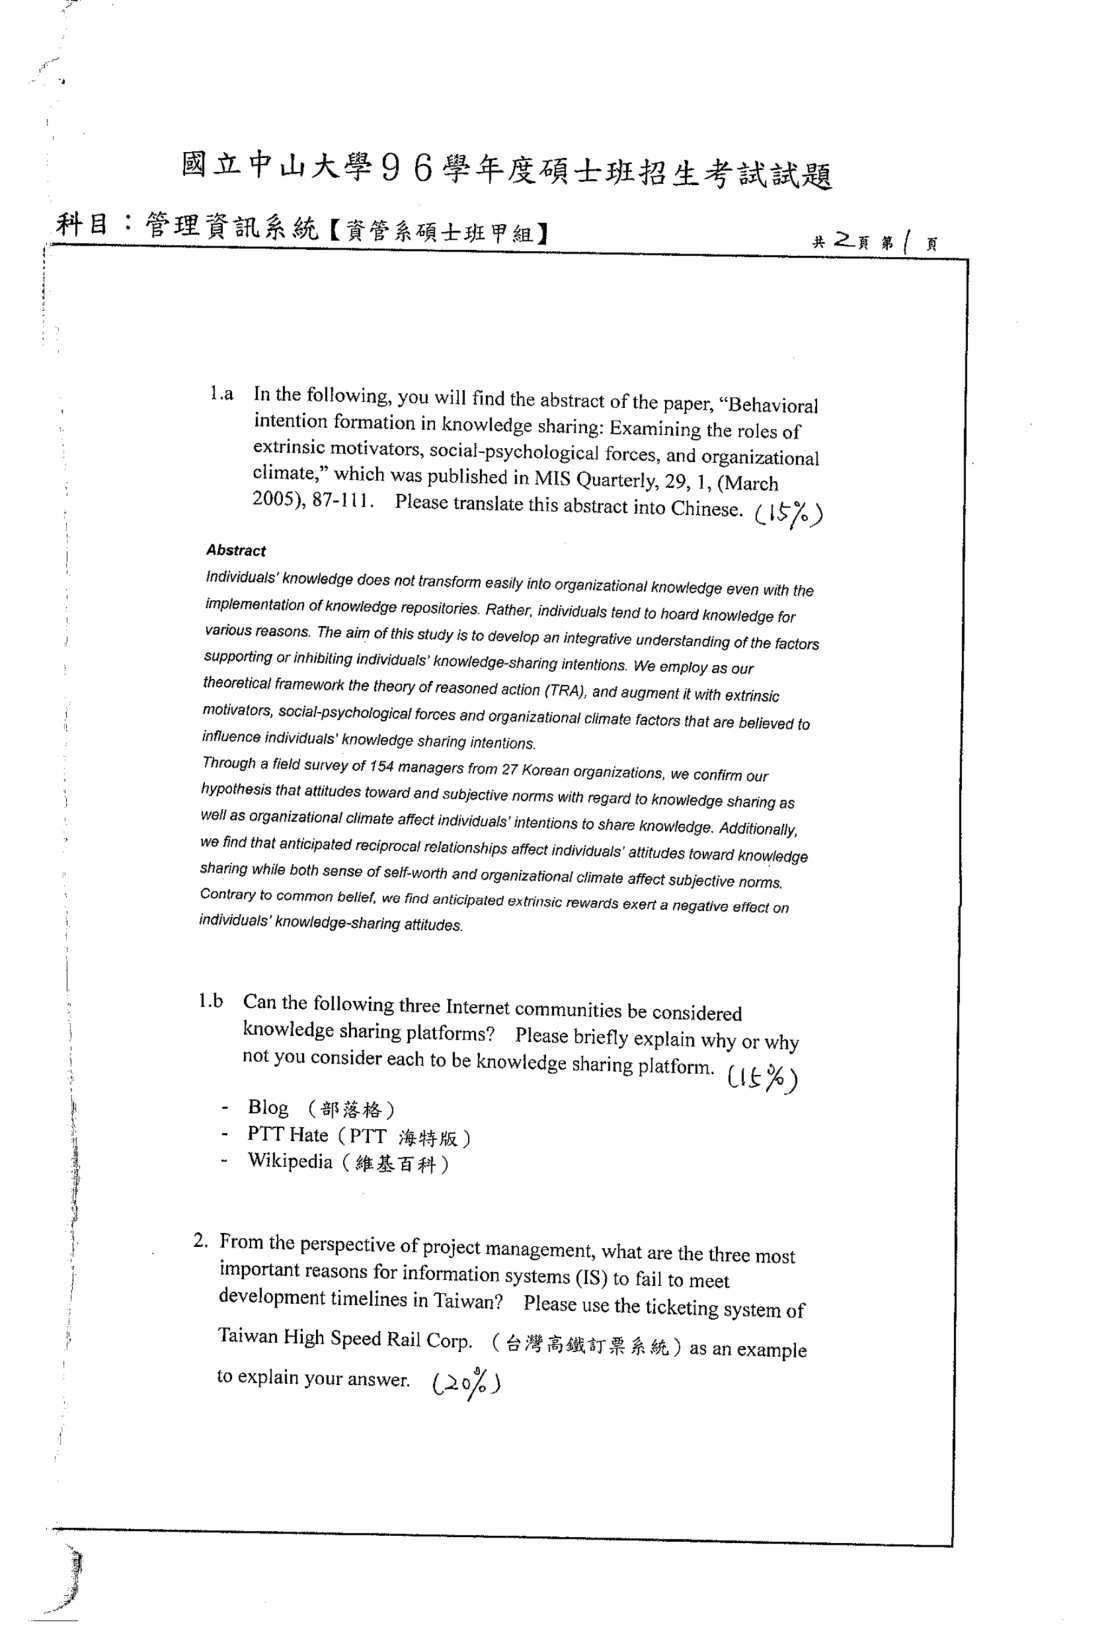 國立中山大學96學年度碩士班招生考試試題
科目：管理資訊系統【資管系碩士班甲組】
共2頁 第1頁
1.a In the following, you will find the abstract of the paper, “Behavioral
intention formation in knowledge sharing: Examining the roles of
extrinsic motivators, social-psychological forces, and organizational
climate,” which was published in MIS Quarterly, 29, 1, (March
2005), 87-111. Please translate this abstract into Chinese. (15%)
Abstract
Individuals’ knowledge does not transform easily into organizational knowledge even with the
implementation of knowledge repositories. Rather, individuals tend to hoard knowledge for
various reasons. The aim of this study is to develop an integrative understanding of the factors
supporting or inhibiting individuals’ knowledge-sharing intentions. We employ as our
theoretical framework the theory of reasoned action (TRA), and augment it with extrinsic
motivators, social-psychological forces and organizational climate factors that are believed to
influence individuals’ knowledge sharing intentions.
Through a field survey of 154 managers from 27 Korean organizations, we confirm our
hypothesis that attitudes toward and subjective norms with regard to knowledge sharing as
well as organizational climate affect individuals’ intentions to share knowledge. Additionally,
we find that anticipated reciprocal relationships affect individuals’ attitudes toward knowledge
sharing while both sense of self-worth and organizational climate affect subjective norms.
Contrary to common belief, we find anticipated extrinsic rewards exert a negative effect on
individuals’ knowledge-sharing attitudes.
1.b Can the following three Internet communities be considered
knowledge sharing platforms? Please briefly explain why or why
not you consider each to be knowledge sharing platform. (15%)
- Blog （部落格）
- PTT Hate（PTT 海特版）
- Wikipedia（維基百科）
2. From the perspective of project management, what are the three most
important reasons for information systems (IS) to fail to meet
development timelines in Taiwan? Please use the ticketing system of
Taiwan High Speed Rail Corp. （台灣高鐵訂票系統）as an example
to explain your answer. (20%)